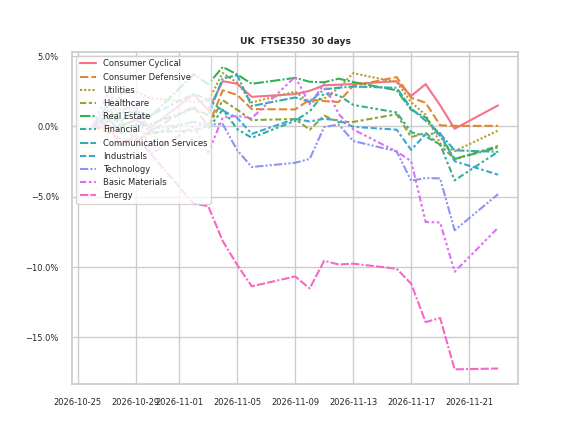 UK  FTSE350  30 days
5.0%
0.0%
−5.0%
−10.0%
−15.0%
Consumer Cyclical
Consumer Defensive
Utilities
Healthcare
Real Estate
Financial
Communication Services
Industrials
Technology
Basic Materials
Energy
2026-10-25
2026-10-29
2026-11-01
2026-11-05
2026-11-09
2026-11-13
2026-11-17
2026-11-21